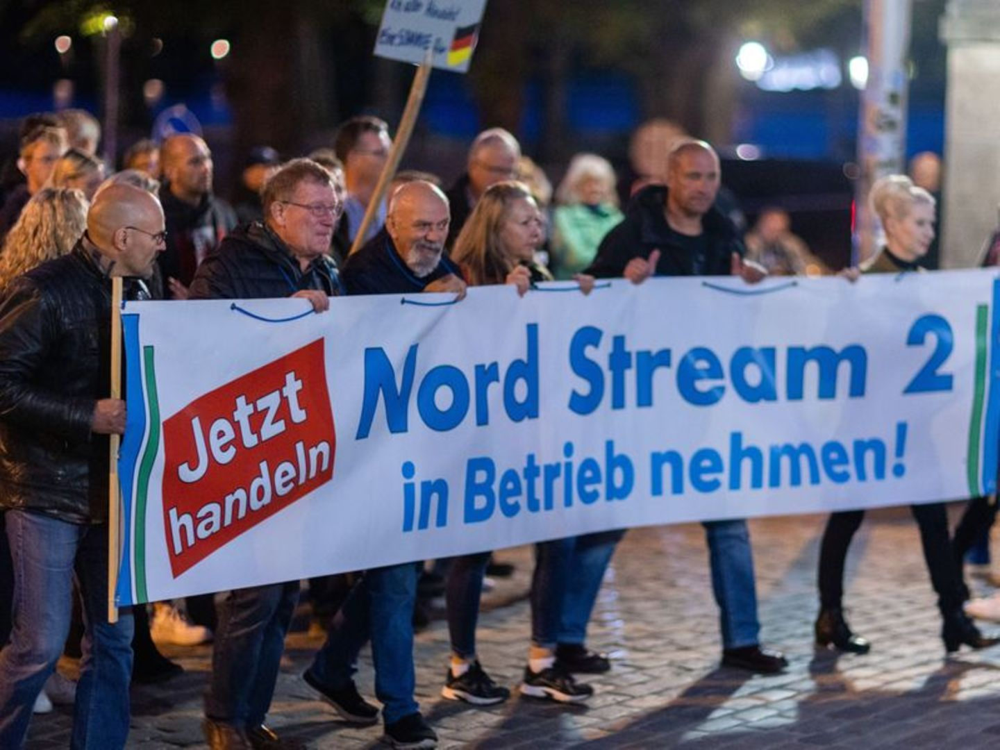 Jetzt
handeln
Nord Stream 2
in Betrieb nehmen!